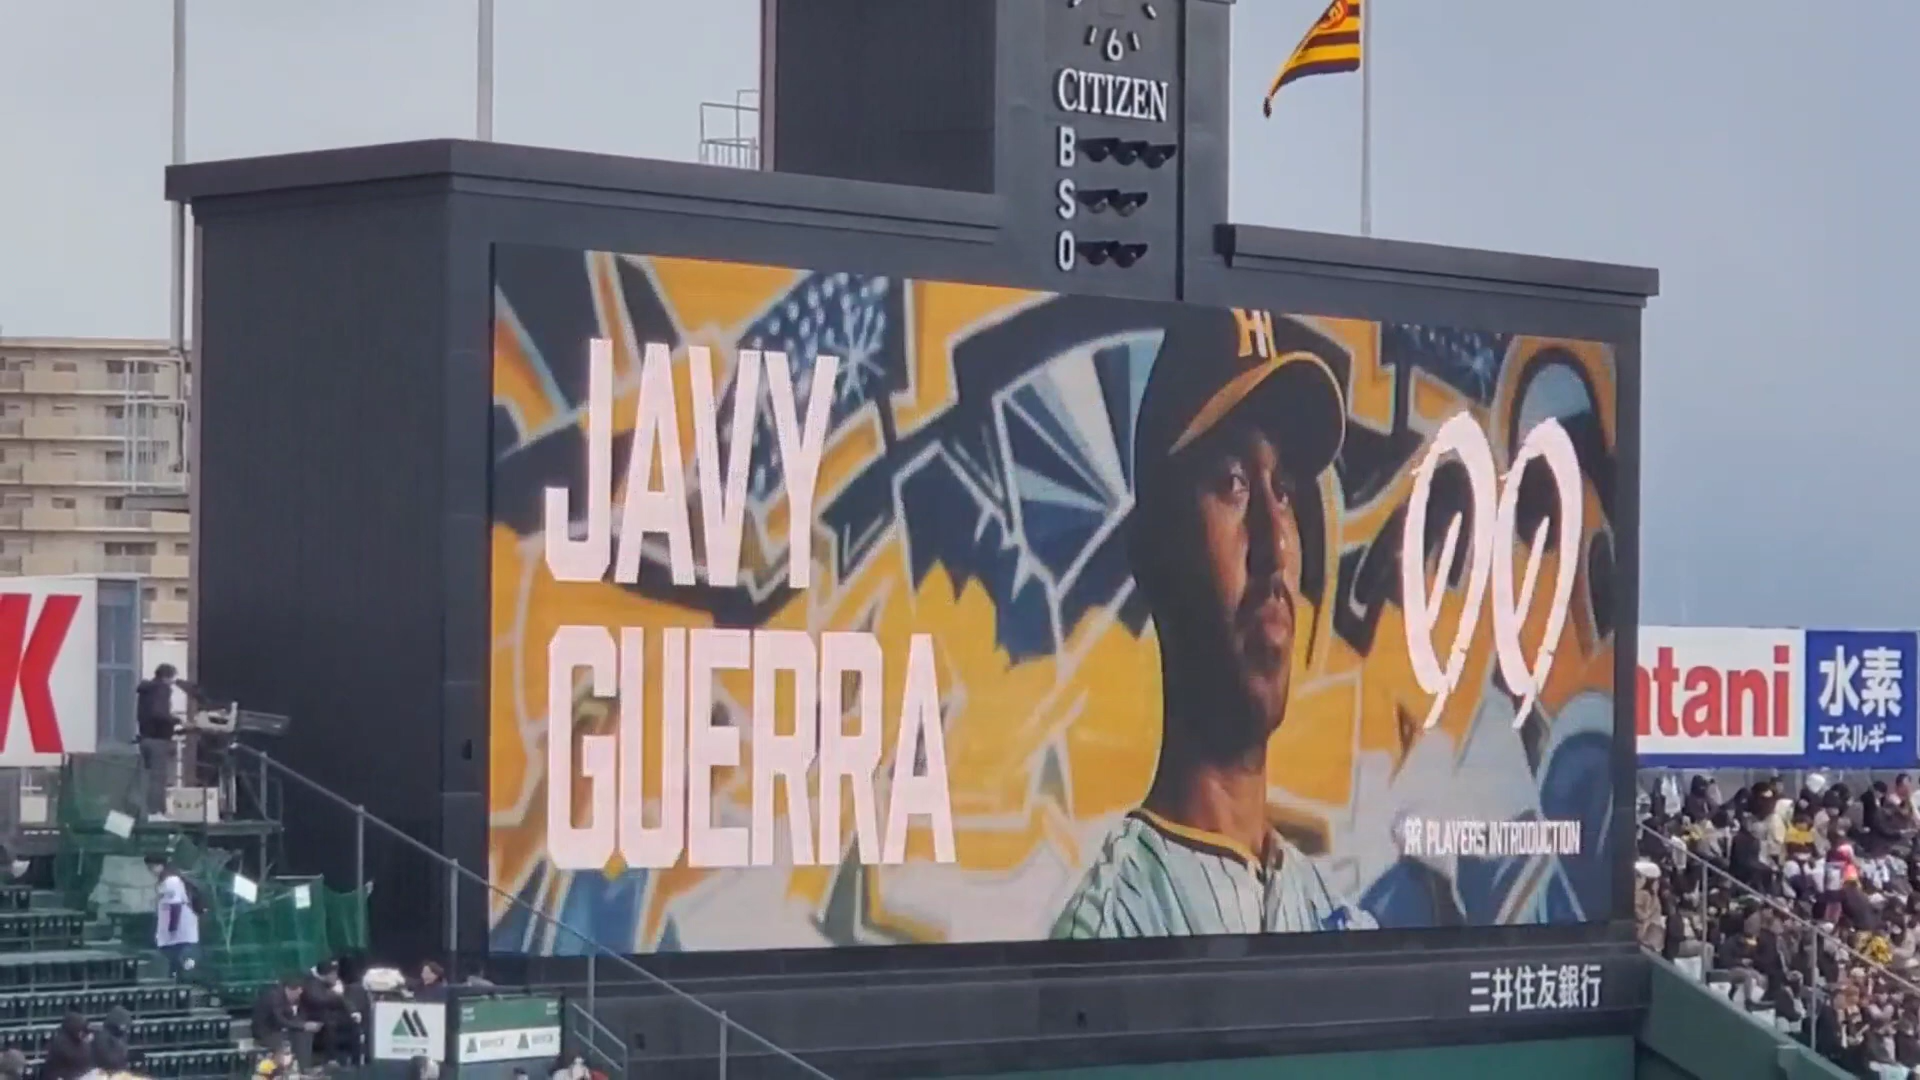 6
CITIZEN
B
S
O
JAVY
GUERRA
00
PLAYERS INTRODUCTION
三井住友銀行
K
tani
水素
エネルギー